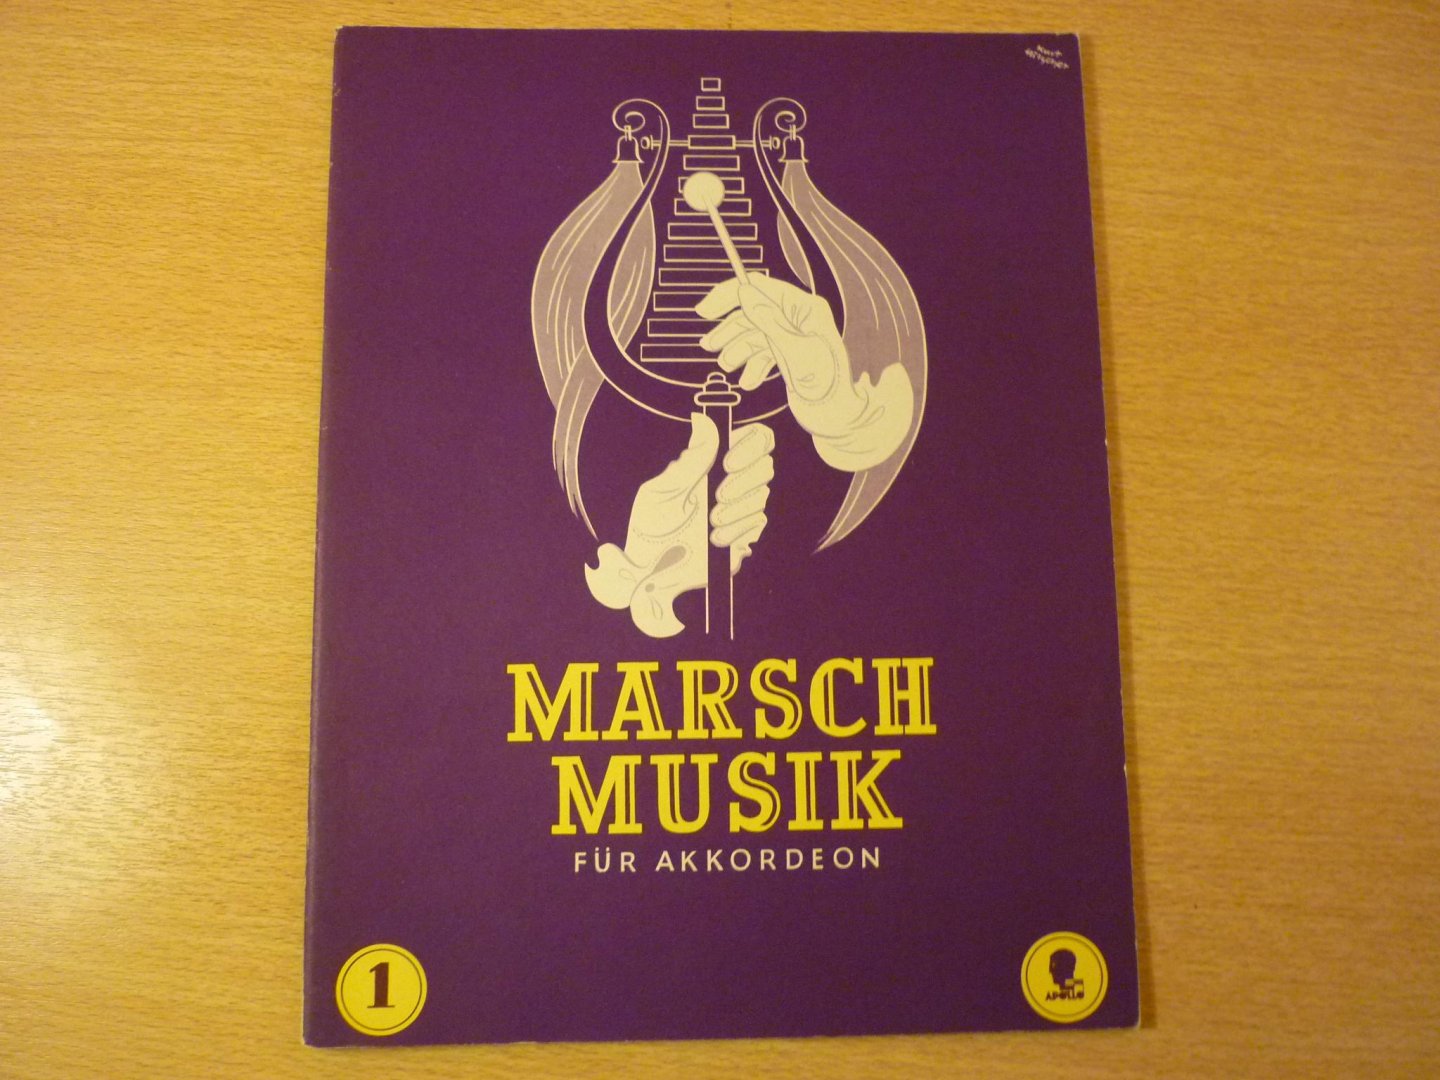 MARSCH
MUSIK
FÜR AKKORDEON
1
APOLLO